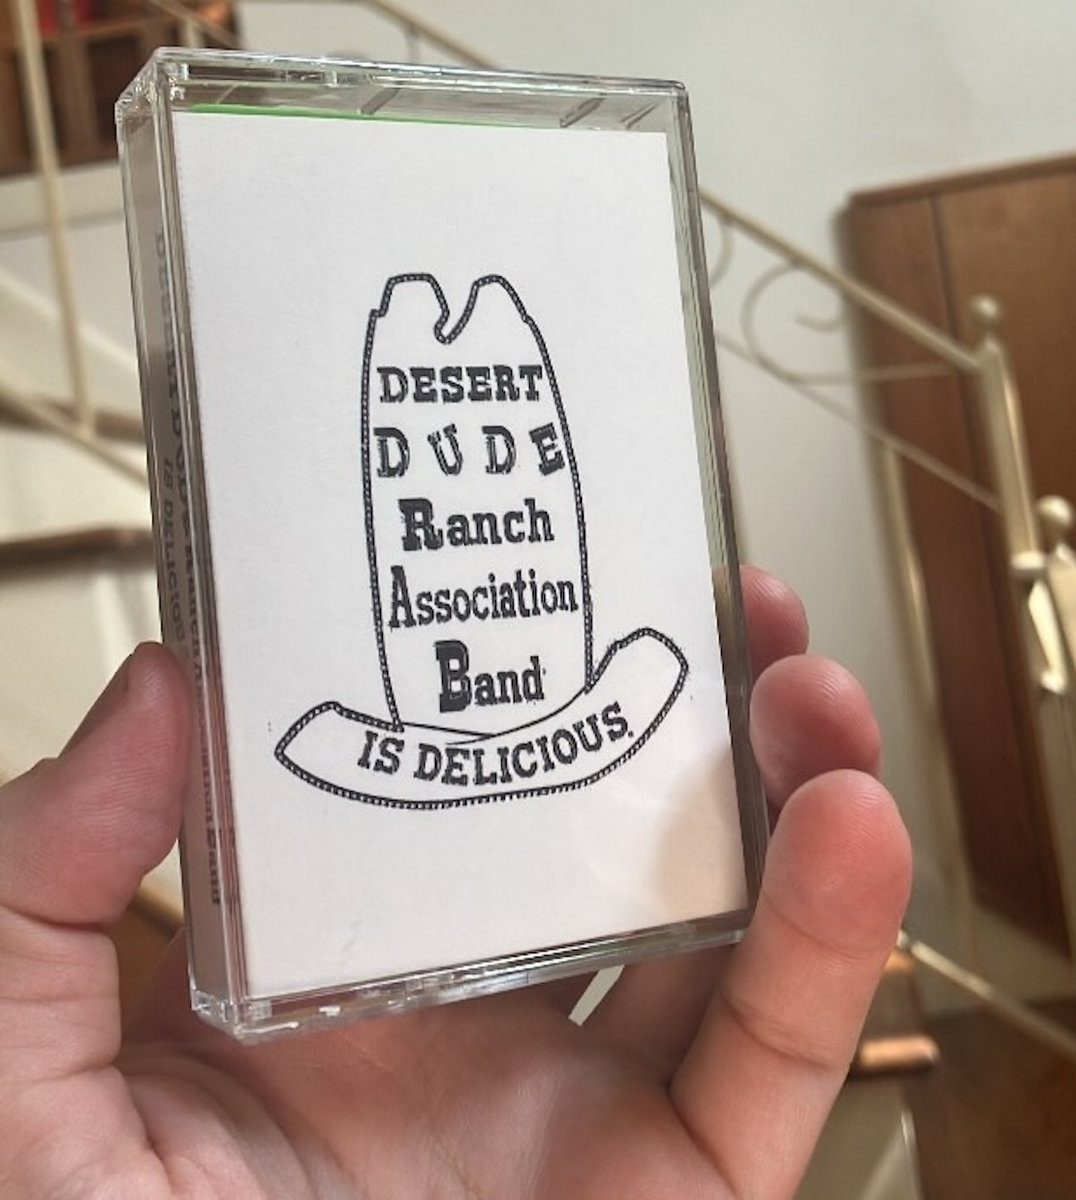 DESERT
DUDE
Ranch
Association
Band
IS DELICIOUS.